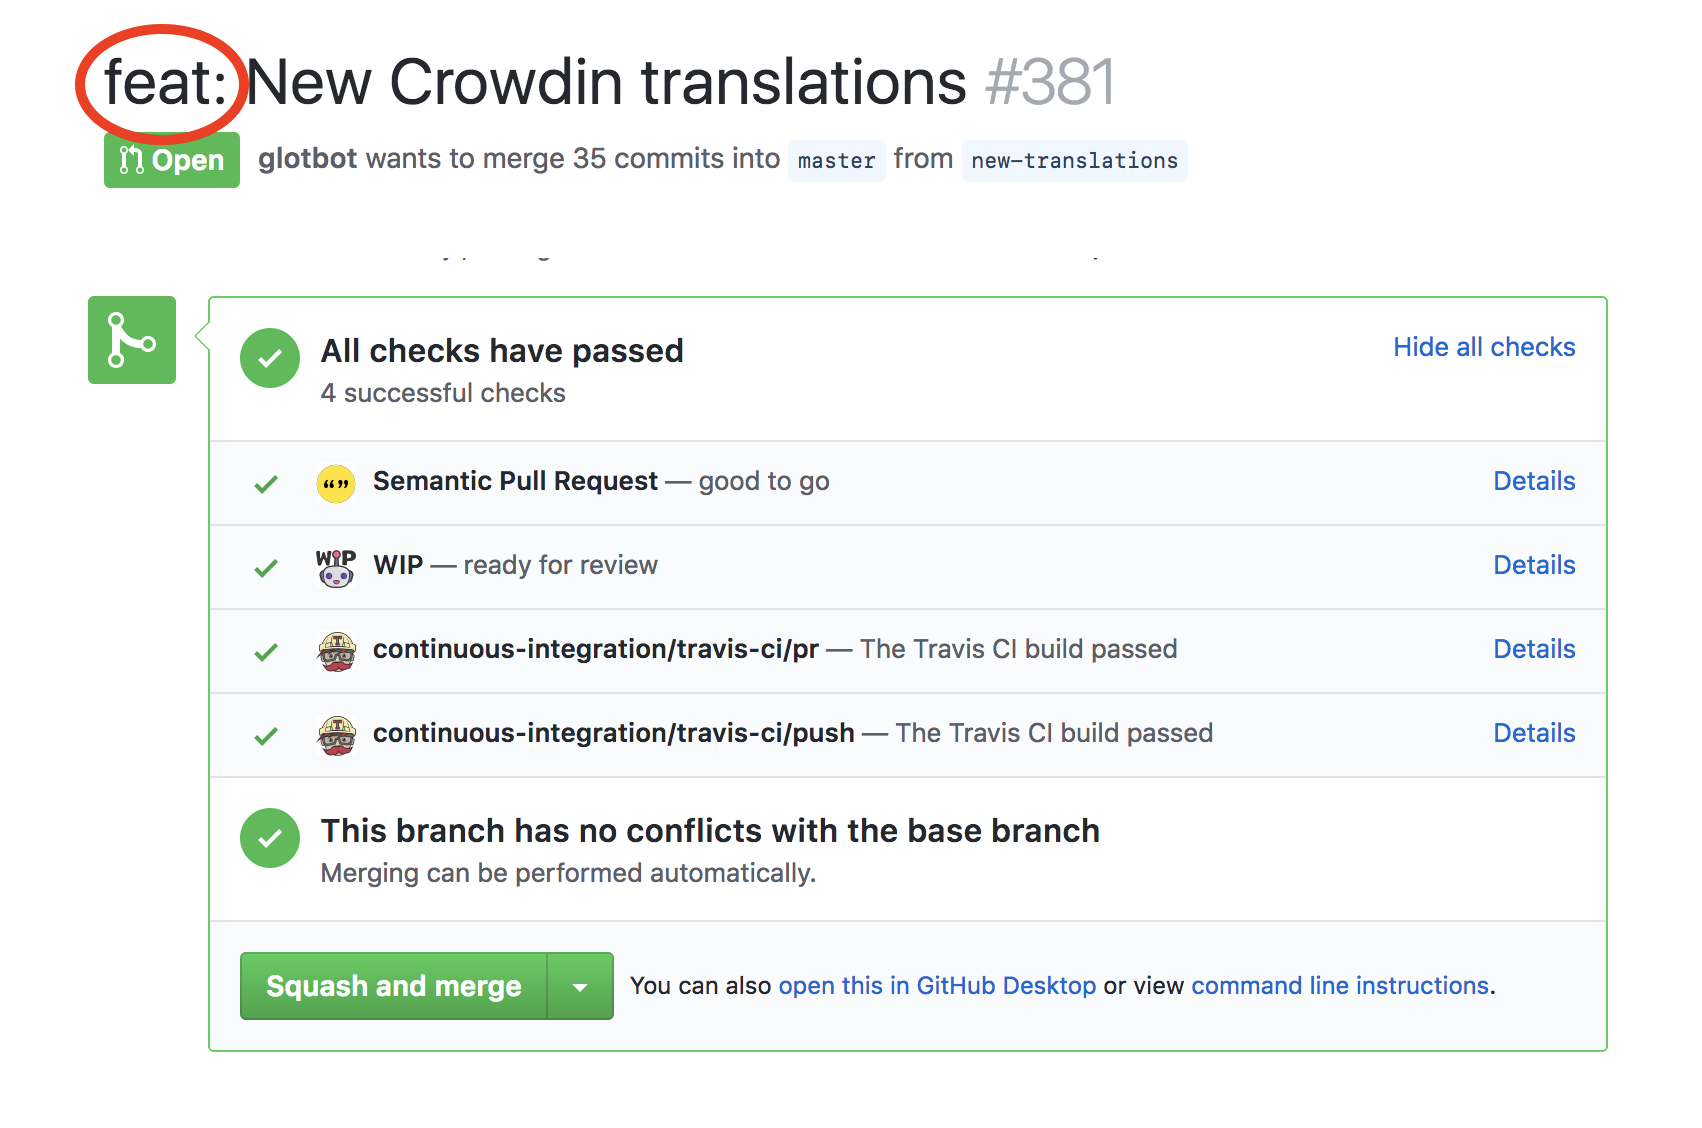 feat: New Crowdin translations #381
Open glotbot wants to merge 35 commits into master from new-translations
All checks have passed
Hide all checks
4 successful checks
Semantic Pull Request — good to go
Details
WIP WIP — ready for review
Details
T continuous-integration/travis-ci/pr — The Travis CI build passed
Details
T continuous-integration/travis-ci/push — The Travis CI build passed
Details
This branch has no conflicts with the base branch
Merging can be performed automatically.
Squash and merge
You can also open this in GitHub Desktop or view command line instructions.